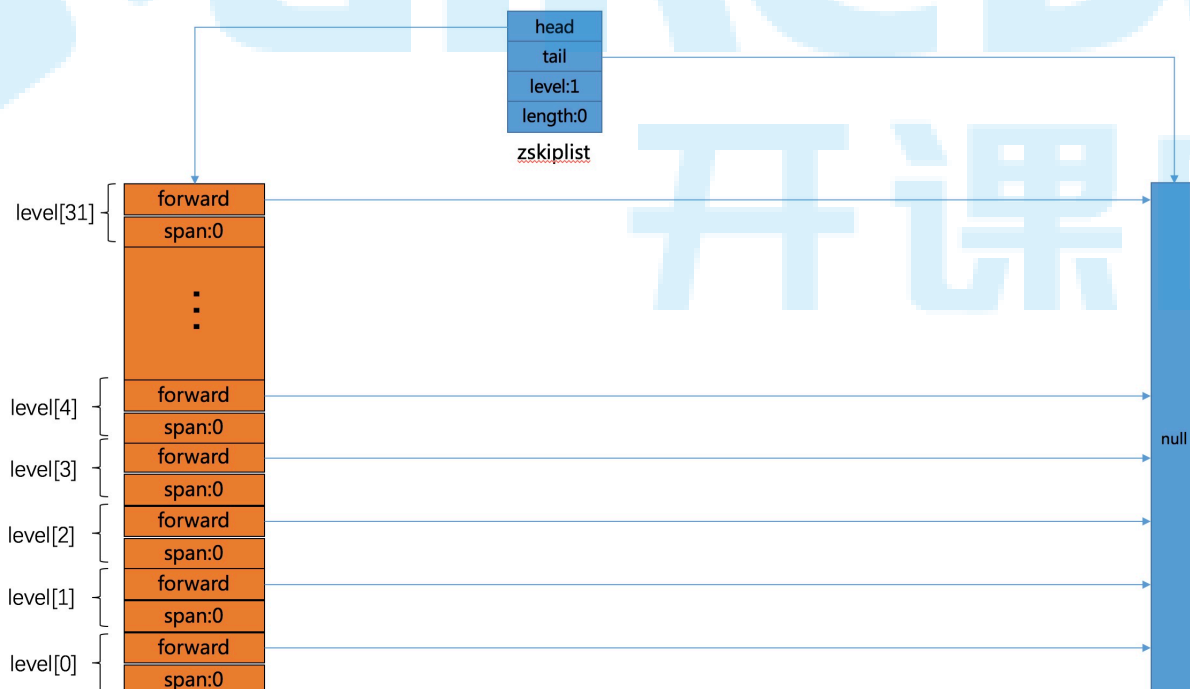 head
tail
level:1
length:0
zskiplist
开课
level[31]
forward
span:0
level[4]
forward
span:0
null
level[3]
forward
span:0
level[2]
forward
span:0
level[1]
forward
span:0
level[0]
forward
span:0